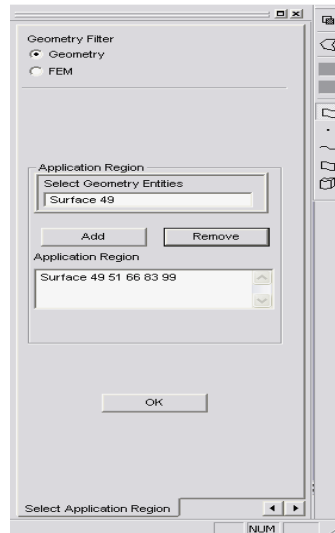 Geometry Filter
Geometry
FEM
Application Region
Select Geometry Entities
Surface 49
Add Remove
Application Region
Surface 49 51 66 83 99
OK
Select Application Region
NUM